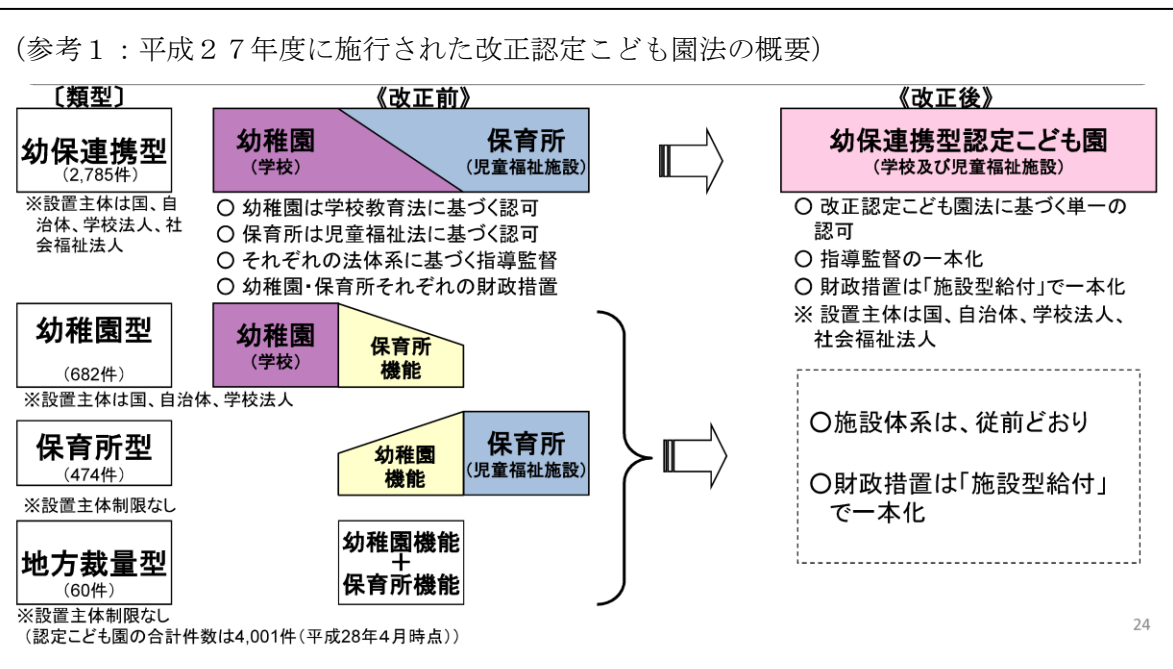 (参考１：平成２７年度に施行された改正認定こども園法の概要)
〔類型〕
《改正前》
《改正後》
幼保連携型
（2,785件）
※設置主体は国、自
治体、学校法人、社
会福祉法人
幼稚園
（学校）
保育所
（児童福祉施設）
○ 幼稚園は学校教育法に基づく認可
○ 保育所は児童福祉法に基づく認可
○ それぞれの法体系に基づく指導監督
○ 幼稚園・保育所それぞれの財政措置
幼保連携型認定こども園
（学校及び児童福祉施設）
○ 改正認定こども園法に基づく単一の
認可
○ 指導監督の一本化
○ 財政措置は「施設型給付」で一本化
※ 設置主体は国、自治体、学校法人、
社会福祉法人
幼稚園型
（682件）
※設置主体は国、自治体、学校法人
幼稚園
（学校）
保育所
機能
保育所型
（474件）
※設置主体制限なし
幼稚園
機能
保育所
（児童福祉施設）
地方裁量型
（60件）
※設置主体制限なし
幼稚園機能
＋
保育所機能
○施設体系は、従前どおり
○財政措置は「施設型給付」
で一本化
（認定こども園の合計件数は4,001件（平成28年４月時点））
24